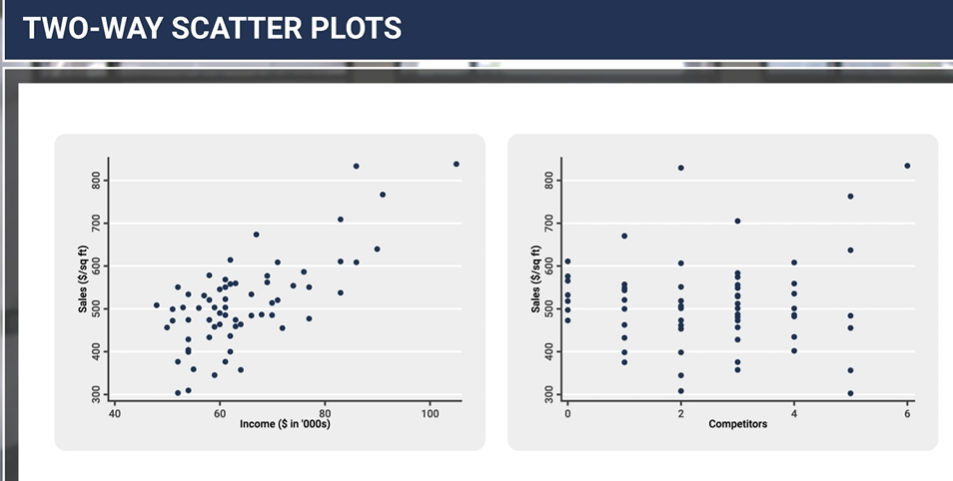 TWO-WAY SCATTER PLOTS
Sales ($/sq ft)
800
700
600
500
400
300
40 60 80 100
Income ($ in '000s)
Sales ($/sq ft)
800
700
600
500
400
300
0 2 4 6
Competitors